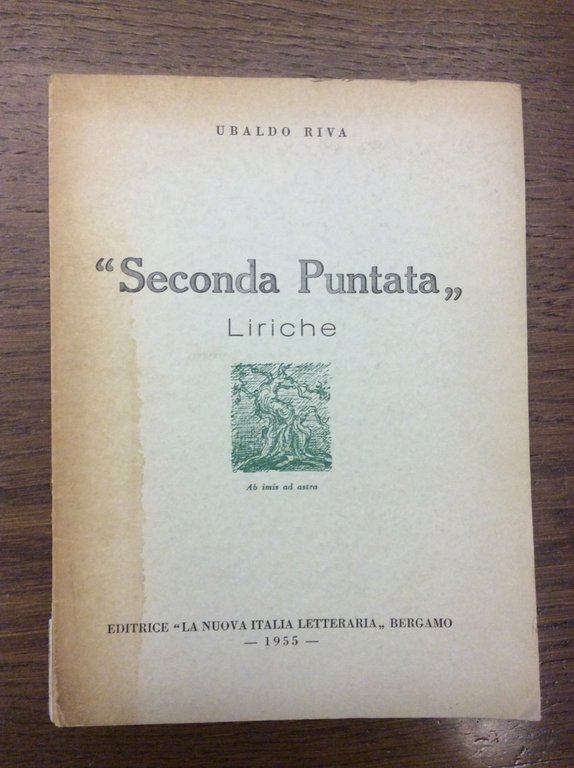 UBALDO RIVA
“Seconda Puntata„
Liriche
Ab imis ad astra
EDITRICE “LA NUOVA ITALIA LETTERARIA„ BERGAMO
— 1955 —